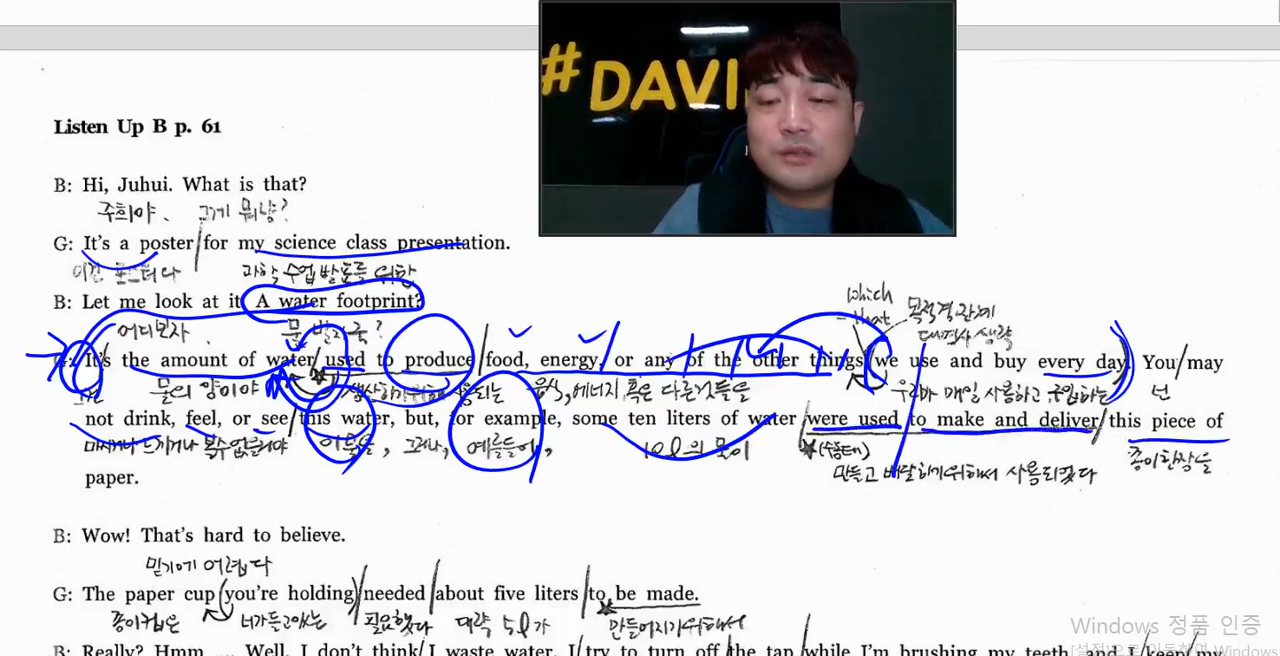 #DAVI
Listen Up B p. 61
B: Hi, Juhui. What is that?
주희야, 그게 뭐냥?
G: It's a poster/for my science class presentation.
이건 포스터다 과학 수업 발표를 위한
B: Let me look at it. A water footprint?
which
어디보자. 물 발자국? that 목적격 관계
대명사 생략
G: It's the amount of water/used to produce/food, energy, or any of the other things/we use and buy every day. You/may
그건 물의 양이야 생산하기위해 사용되는 음식, 에너지 혹은 다른것들을 우리가 매일 사용하고 구입하는 넌
not drink, feel, or see/this water, but, for example, some ten liters of water/were used to make and deliver/this piece of
마시거나 느끼거나 볼수없을거야 이물을, 그러나, 예를들어, 10ℓ의 물이 (수동태)
만들고 배달하기위해서 사용되었다 종이한장을
paper.
B: Wow! That's hard to believe.
믿기에 어렵다
G: The paper cup (you're holding)/needed/about five liters/to be made.
종이컵은 너가들고있는 필요했다 대략 5ℓ가 만들어지기위해서
B: Really? Hmm .... Well, I don't think/I waste water. I/try to turn off/the tap/while I'm brushing my teeth, and I/keep/my
Windows 정품 인증
[설정]으로 이동하여 Windows